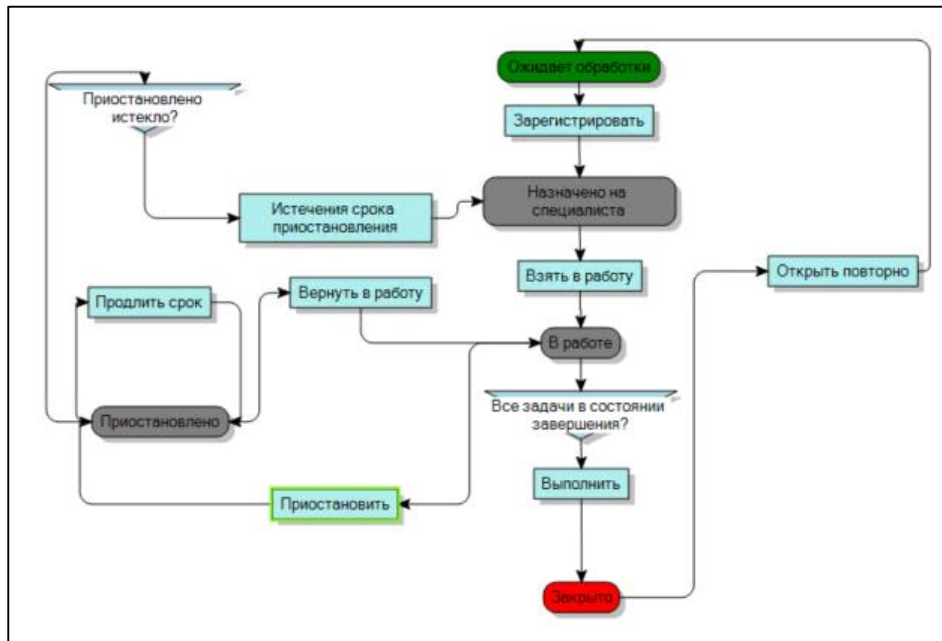 Ожидает обработки
Приостановлено
истекло?
Зарегистрировать
Истечения срока
приостановления
Назначено на
специалиста
Взять в работу
Открыть повторно
Продлить срок
Вернуть в работу
В работе
Приостановлено
Все задачи в состоянии
завершения?
Приостановить
Выполнить
Закрыто